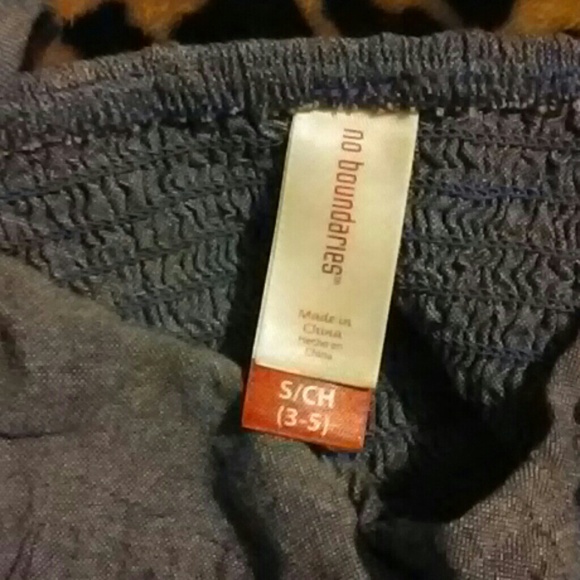 no boundaries
Made in
China
Hecho en
China
S/CH
(3-5)